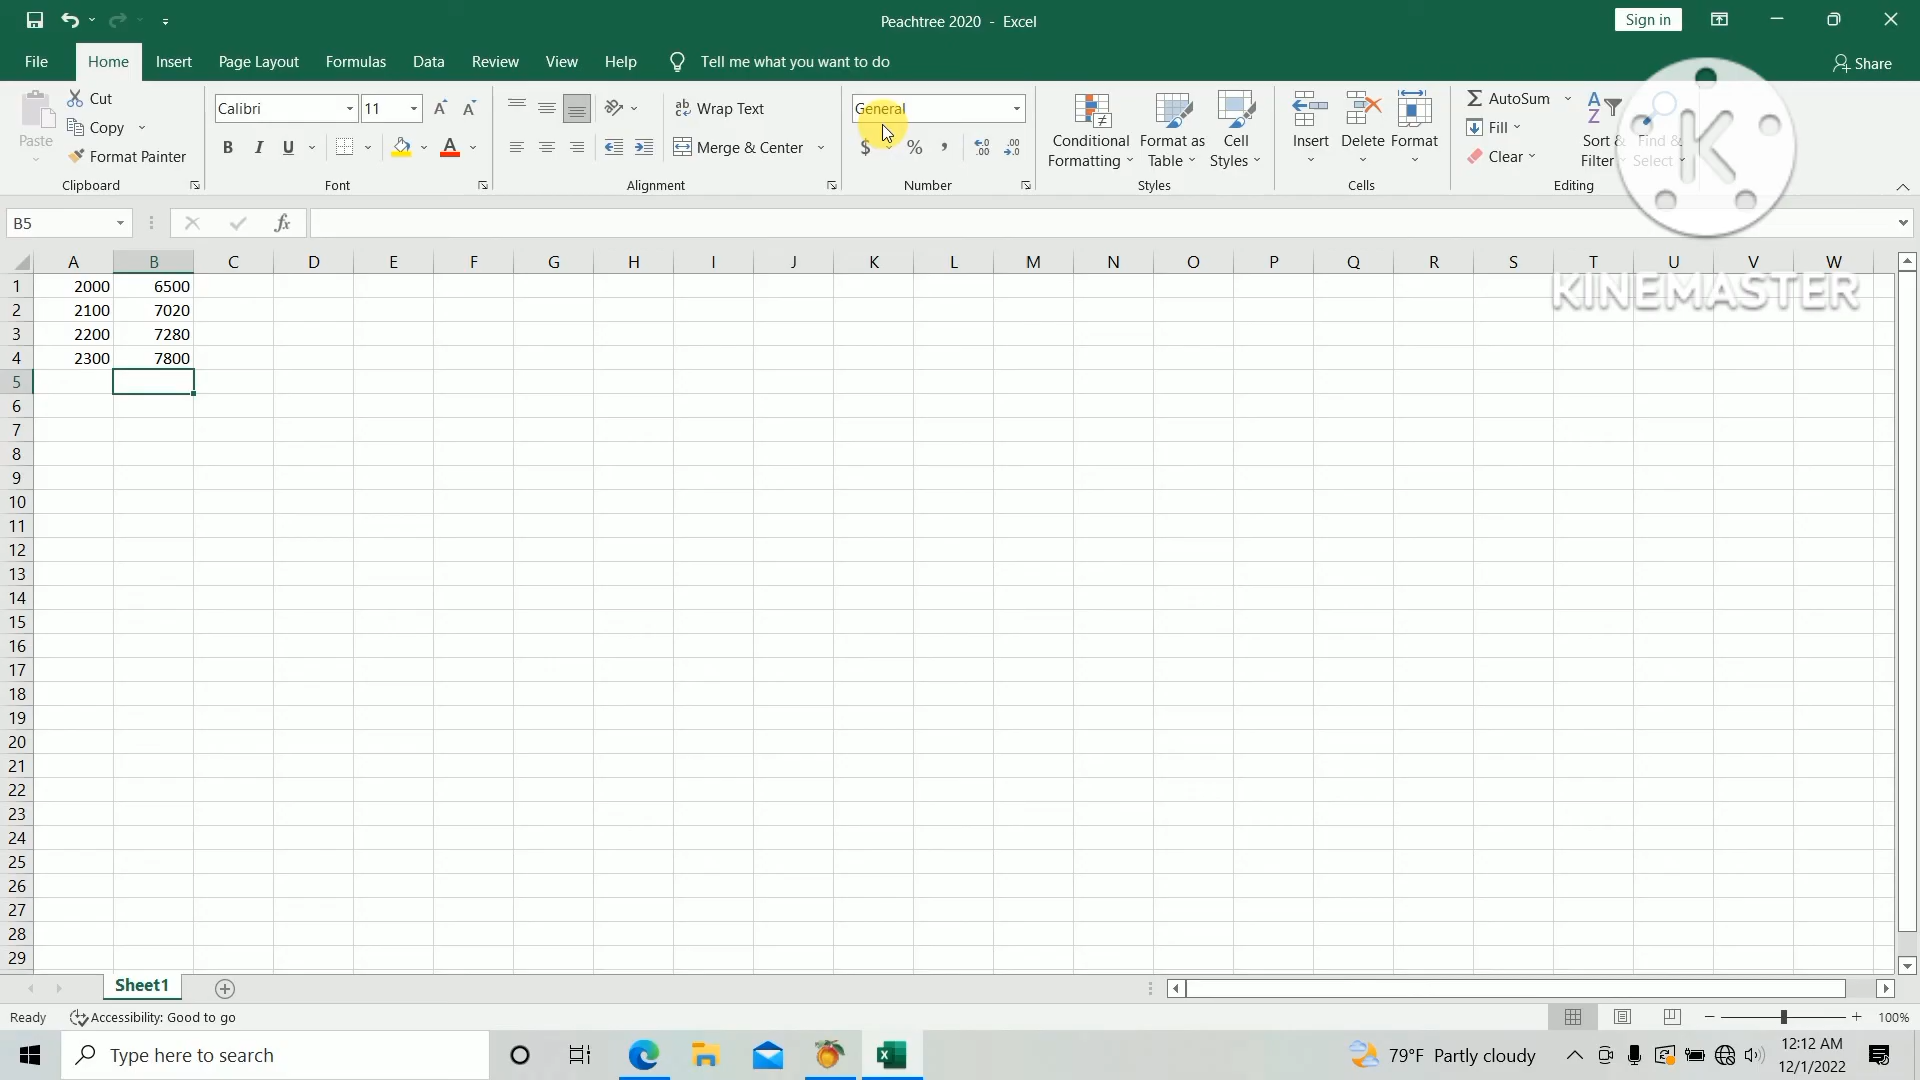 Peachtree 2020 - Excel
Sign in
File Home Insert Page Layout Formulas Data Review View Help Tell me what you want to do
Share
Paste
Cut
Copy
Format Painter
Clipboard
Calibri 11
B I U A
Font
ab Wrap Text
Merge & Center
Alignment
General
$ % ,
Number
Conditional Formatting
Format as Table
Cell Styles
Styles
Insert Delete Format
Cells
AutoSum
Fill
Clear
Sort & Filter
Find & Select
Editing
K
KINEMASTER
B5 fx
A B C D E F G H I J K L M N O P Q R S T U V W
1 2000 6500
2 2100 7020
3 2200 7280
4 2300 7800
5
6
7
8
9
10
11
12
13
14
15
16
17
18
19
20
21
22
23
24
25
26
27
28
29
Sheet1
Ready Accessibility: Good to go
100%
Type here to search
79°F Partly cloudy
12:12 AM
12/1/2022